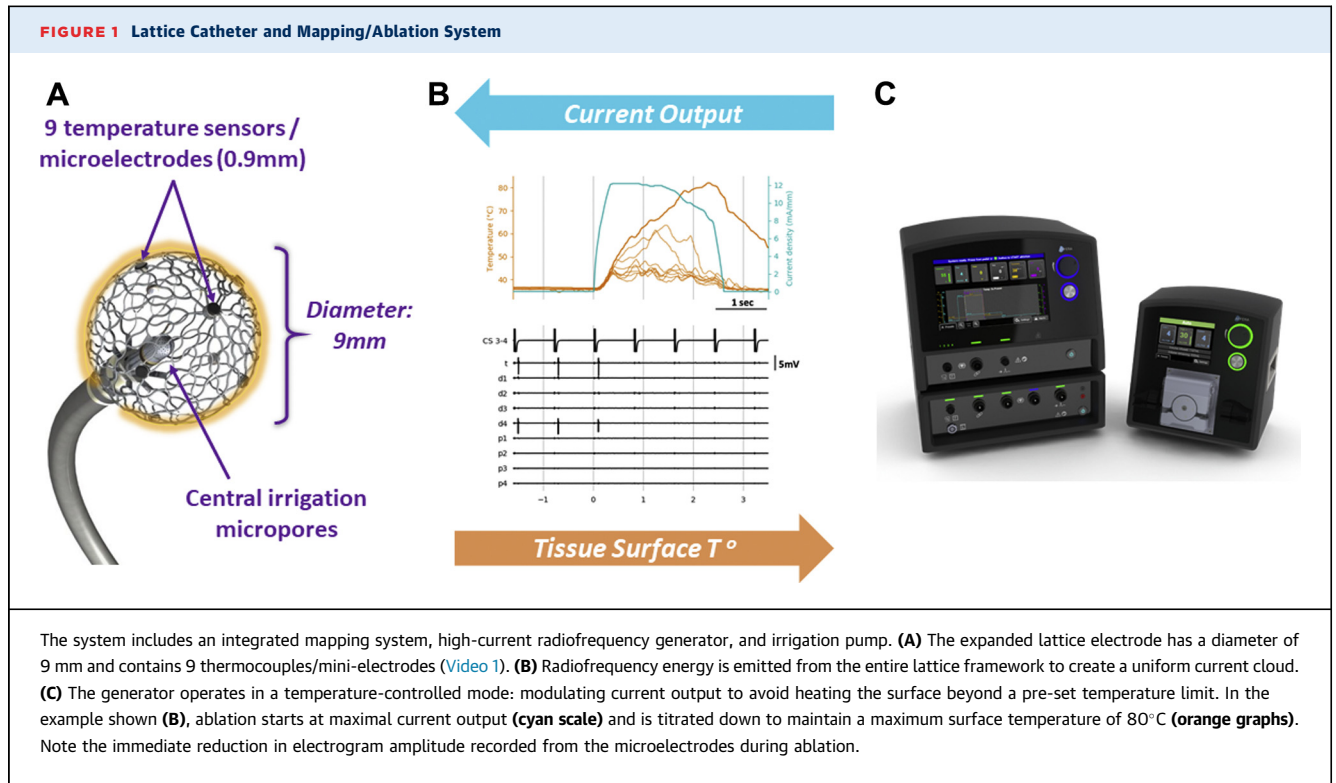 FIGURE 1 Lattice Catheter and Mapping/Ablation System
A
9 temperature sensors /
microelectrodes (0.9mm)
Diameter:
9mm
Central irrigation
micropores
B
Current Output
80
70
60
50
40
Temperature (°C)
12
10
8
6
4
2
0
Current density (mA/mm)
1 sec
CS 3-4
t
d1
d2
d3
d4
p1
p2
p3
p4
5mV
−1 0 1 2 3
Tissue Surface T°
C
The system includes an integrated mapping system, high-current radiofrequency generator, and irrigation pump. (A) The expanded lattice electrode has a diameter of
9 mm and contains 9 thermocouples/mini-electrodes (Video 1). (B) Radiofrequency energy is emitted from the entire lattice framework to create a uniform current cloud.
(C) The generator operates in a temperature-controlled mode: modulating current output to avoid heating the surface beyond a pre-set temperature limit. In the
example shown (B), ablation starts at maximal current output (cyan scale) and is titrated down to maintain a maximum surface temperature of 80°C (orange graphs).
Note the immediate reduction in electrogram amplitude recorded from the microelectrodes during ablation.